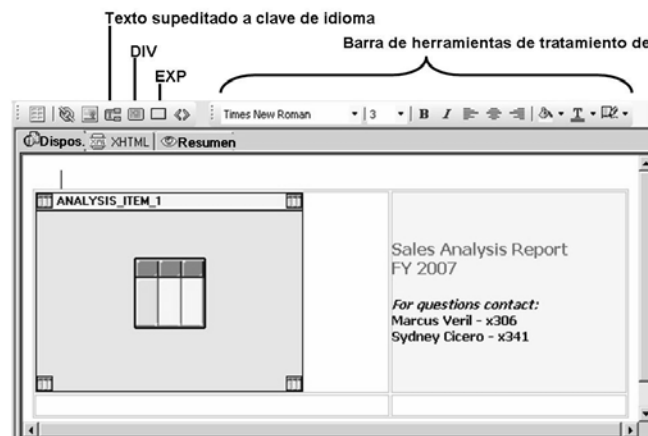 Texto supeditado a clave de idioma
DIV
Barra de herramientas de tratamiento de
EXP
Times New Roman 3 B I T
Dispos. XHTML Resumen
ANALYSIS_ITEM_1
Sales Analysis Report
FY 2007
For questions contact:
Marcus Veril - x306
Sydney Cicero - x341